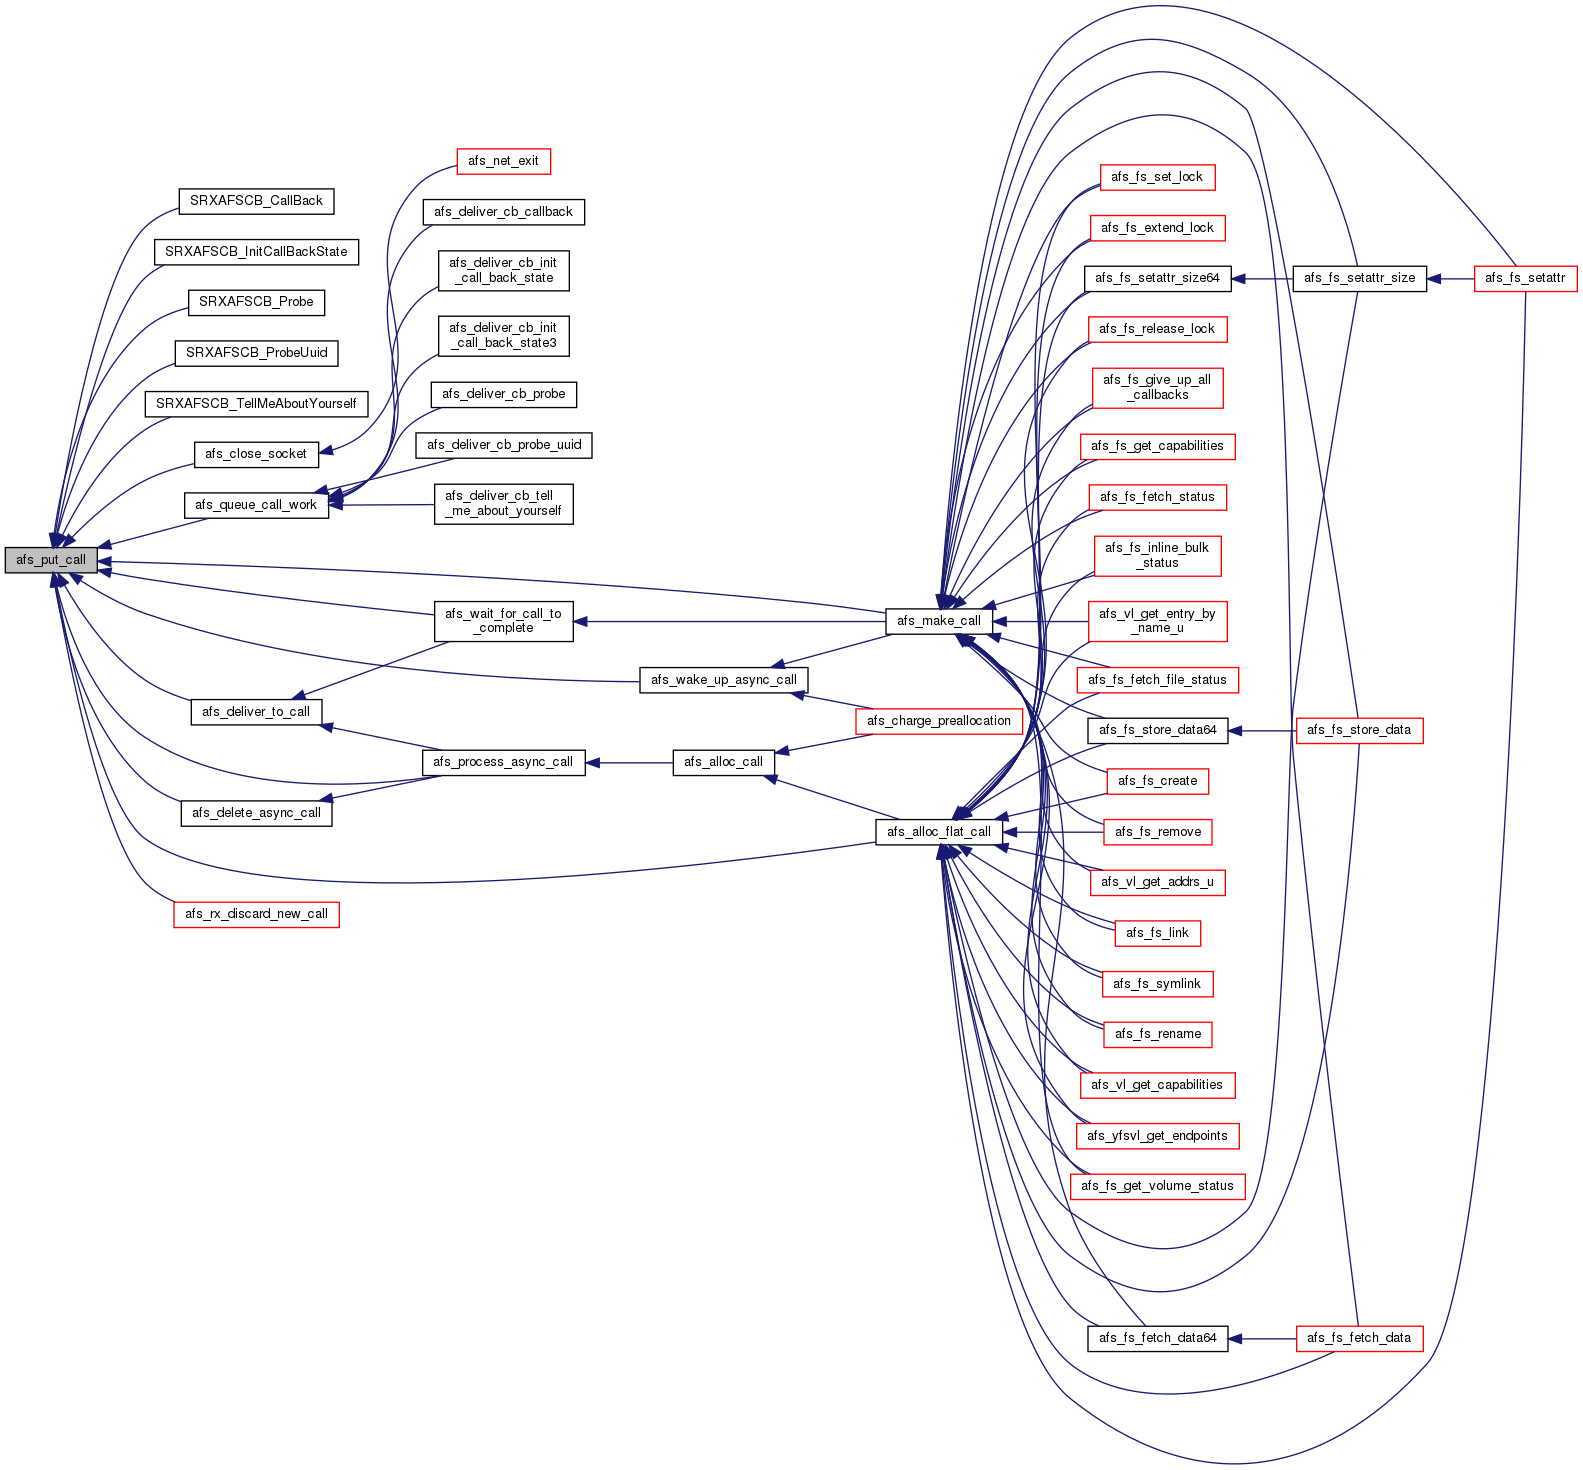 afs_put_call
SRXAFSCB_CallBack
SRXAFSCB_InitCallBackState
SRXAFSCB_Probe
SRXAFSCB_ProbeUuid
SRXAFSCB_TellMeAboutYourself
afs_close_socket
afs_queue_call_work
afs_deliver_to_call
afs_delete_async_call
afs_rx_discard_new_call
afs_net_exit
afs_deliver_cb_callback
afs_deliver_cb_init
_call_back_state
afs_deliver_cb_init
_call_back_state3
afs_deliver_cb_probe
afs_deliver_cb_probe_uuid
afs_deliver_cb_tell
_me_about_yourself
afs_wait_for_call_to
_complete
afs_process_async_call
afs_wake_up_async_call
afs_alloc_call
afs_make_call
afs_charge_preallocation
afs_alloc_flat_call
afs_fs_set_lock
afs_fs_extend_lock
afs_fs_setattr_size64
afs_fs_release_lock
afs_fs_give_up_all
_callbacks
afs_fs_get_capabilities
afs_fs_fetch_status
afs_fs_inline_bulk
_status
afs_vl_get_entry_by
_name_u
afs_fs_fetch_file_status
afs_fs_store_data64
afs_fs_create
afs_fs_remove
afs_vl_get_addrs_u
afs_fs_link
afs_fs_symlink
afs_fs_rename
afs_vl_get_capabilities
afs_yfsvl_get_endpoints
afs_fs_get_volume_status
afs_fs_fetch_data64
afs_fs_setattr_size
afs_fs_store_data
afs_fs_fetch_data
afs_fs_setattr